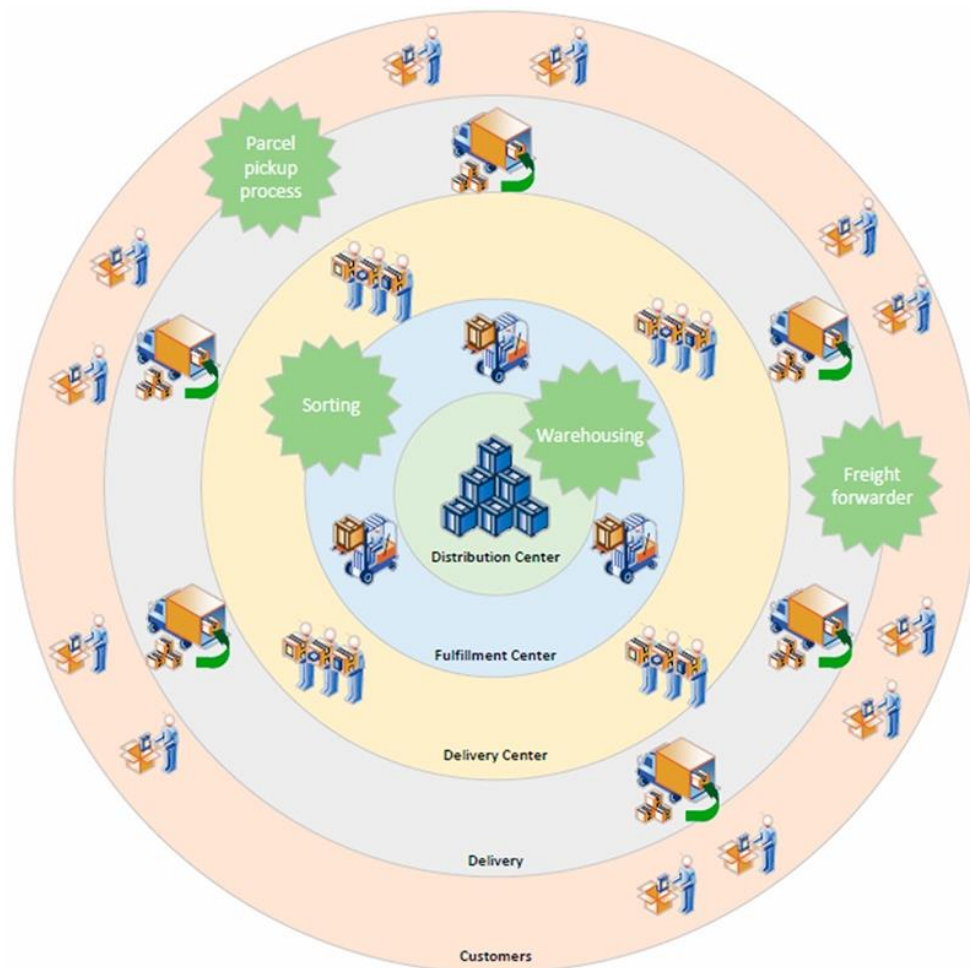 Parcel
pickup
process
Sorting
Warehousing
Freight
forwarder
Distribution Center
Fulfillment Center
Delivery Center
Delivery
Customers